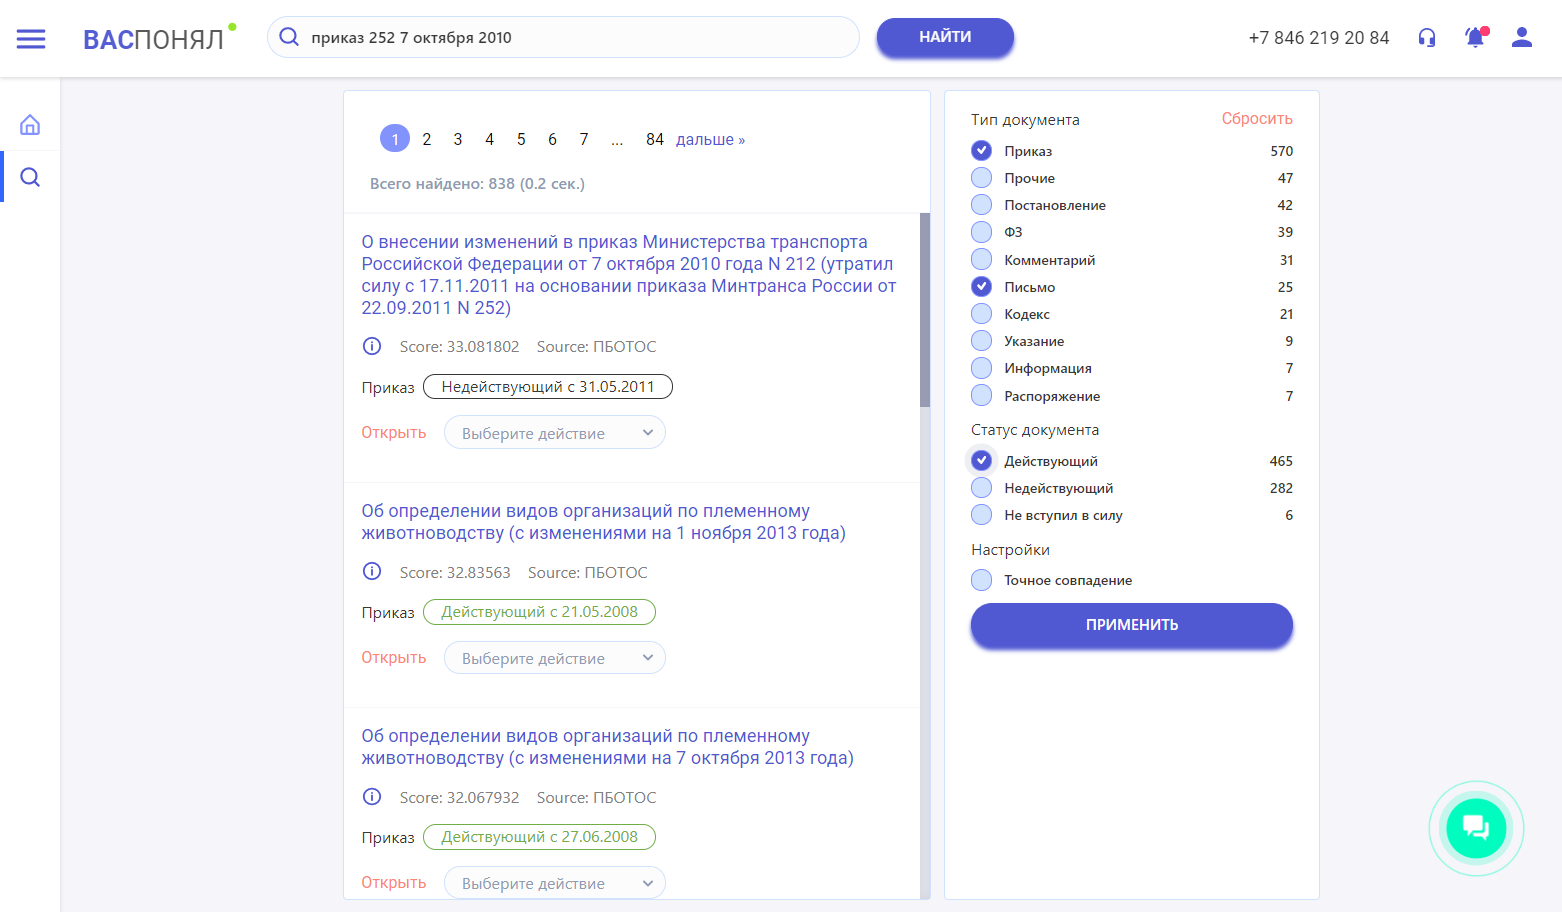 ВАСПОНЯЛ
приказ 252 7 октября 2010
НАЙТИ
+7 846 219 20 84
1 2 3 4 5 6 7 ... 84 дальше »
Всего найдено: 838 (0.2 сек.)
О внесении изменений в приказ Министерства транспорта
Российской Федерации от 7 октября 2010 года N 212 (утратил
силу с 17.11.2011 на основании приказа Минтранса России от
22.09.2011 N 252)
Score: 33.081802 Source: ПБОТОС
Приказ Недействующий с 31.05.2011
Открыть Выберите действие
Об определении видов организаций по племенному
животноводству (с изменениями на 1 ноября 2013 года)
Score: 32.83563 Source: ПБОТОС
Приказ Действующий с 21.05.2008
Открыть Выберите действие
Об определении видов организаций по племенному
животноводству (с изменениями на 7 октября 2013 года)
Score: 32.067932 Source: ПБОТОС
Приказ Действующий с 27.06.2008
Открыть Выберите действие
Тип документа Сбросить
Приказ 570
Прочие 47
Постановление 42
ФЗ 39
Комментарий 31
Письмо 25
Кодекс 21
Указание 9
Информация 7
Распоряжение 7
Статус документа
Действующий 465
Недействующий 282
Не вступил в силу 6
Настройки
Точное совпадение
ПРИМЕНИТЬ